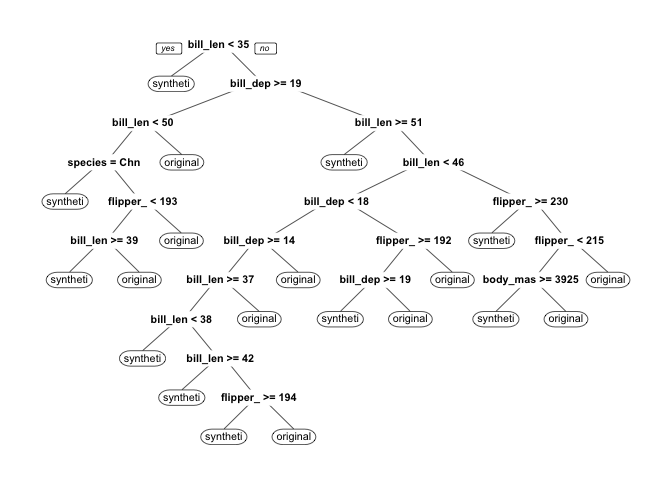 yes bill_len < 35 no
syntheti bill_dep >= 19
bill_len < 50 bill_len >= 51
species = Chn original syntheti bill_len < 46
syntheti flipper_ < 193 bill_dep < 18 flipper_ >= 230
bill_len >= 39 original bill_dep >= 14 flipper_ >= 192 syntheti flipper_ < 215
syntheti original bill_len >= 37 original bill_dep >= 19 original body_mas >= 3925 original
bill_len < 38 original syntheti original syntheti original
syntheti bill_len >= 42
syntheti flipper_ >= 194
syntheti original